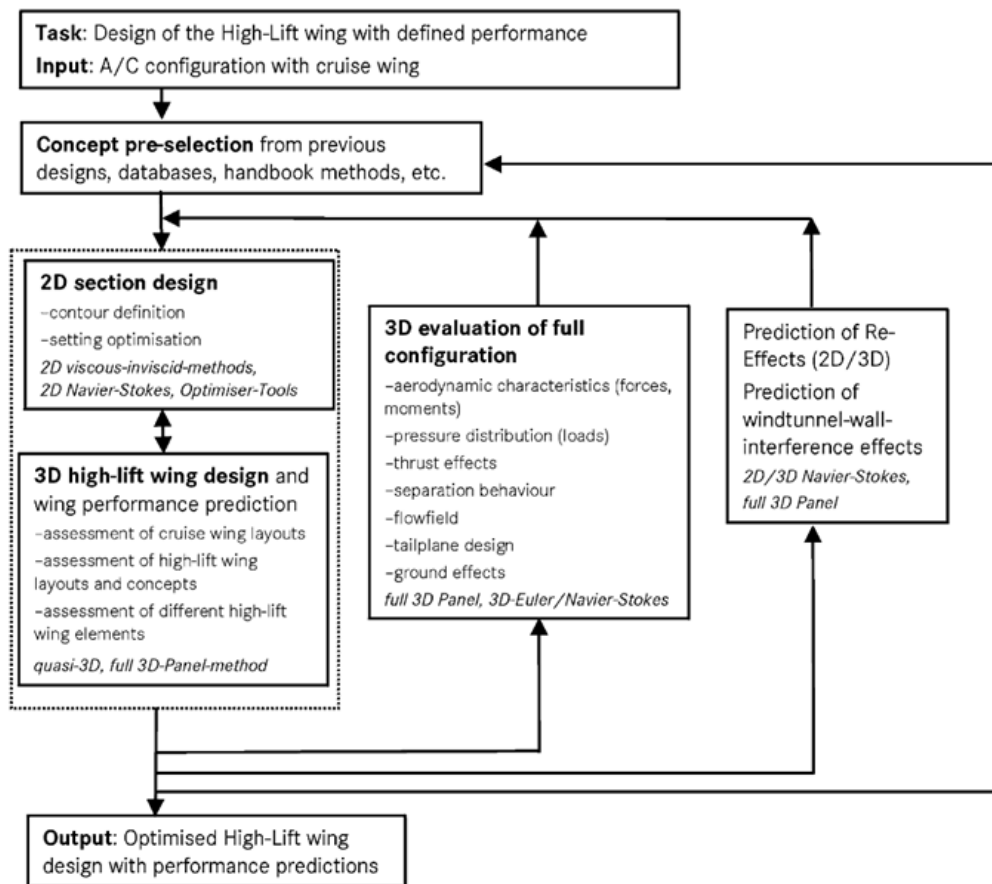 Task: Design of the High-Lift wing with defined performance
Input: A/C configuration with cruise wing
Concept pre-selection from previous
designs, databases, handbook methods, etc.
2D section design
–contour definition
–setting optimisation
2D viscous-inviscid-methods,
2D Navier-Stokes, Optimiser-Tools
3D high-lift wing design and
wing performance prediction
–assessment of cruise wing layouts
–assessment of high-lift wing
layouts and concepts
–assessment of different high-lift
wing elements
quasi-3D, full 3D-Panel-method
3D evaluation of full
configuration
–aerodynamic characteristics (forces,
moments)
–pressure distribution (loads)
–thrust effects
–separation behaviour
–flowfield
–tailplane design
–ground effects
full 3D Panel, 3D-Euler/Navier-Stokes
Prediction of Re-
Effects (2D/3D)
Prediction of
windtunnel-wall-
interference effects
2D/3D Navier-Stokes,
full 3D Panel
Output: Optimised High-Lift wing
design with performance predictions